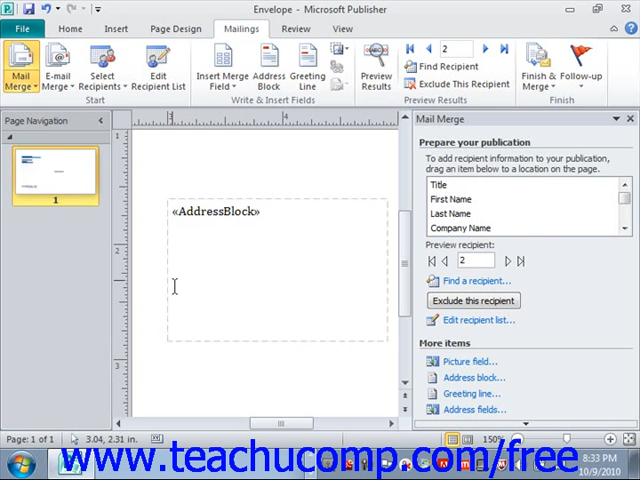 Envelope - Microsoft Publisher
File Home Insert Page Design Mailings Review View
Mail Merge E-mail Merge Select Recipients Edit Recipient List
Start
Insert Merge Field Address Block Greeting Line
Write & Insert Fields
Preview Results 2 Find Recipient Exclude This Recipient
Preview Results
Finish & Merge Follow-up
Finish
Page Navigation
1
3 4
1
2
3
«AddressBlock»
Mail Merge
Prepare your publication
To add recipient information to your publication,
drag an item below to a location on the page.
Title
First Name
Last Name
Company Name
Preview recipient:
2
Find a recipient...
Exclude this recipient
Edit recipient list...
More items
Picture field...
Address block...
Greeting line...
Address fields...
Page: 1 of 1 3.04, 2.31 in. 150%
www.teachucomp.com/free
8:33 PM
10/9/2010